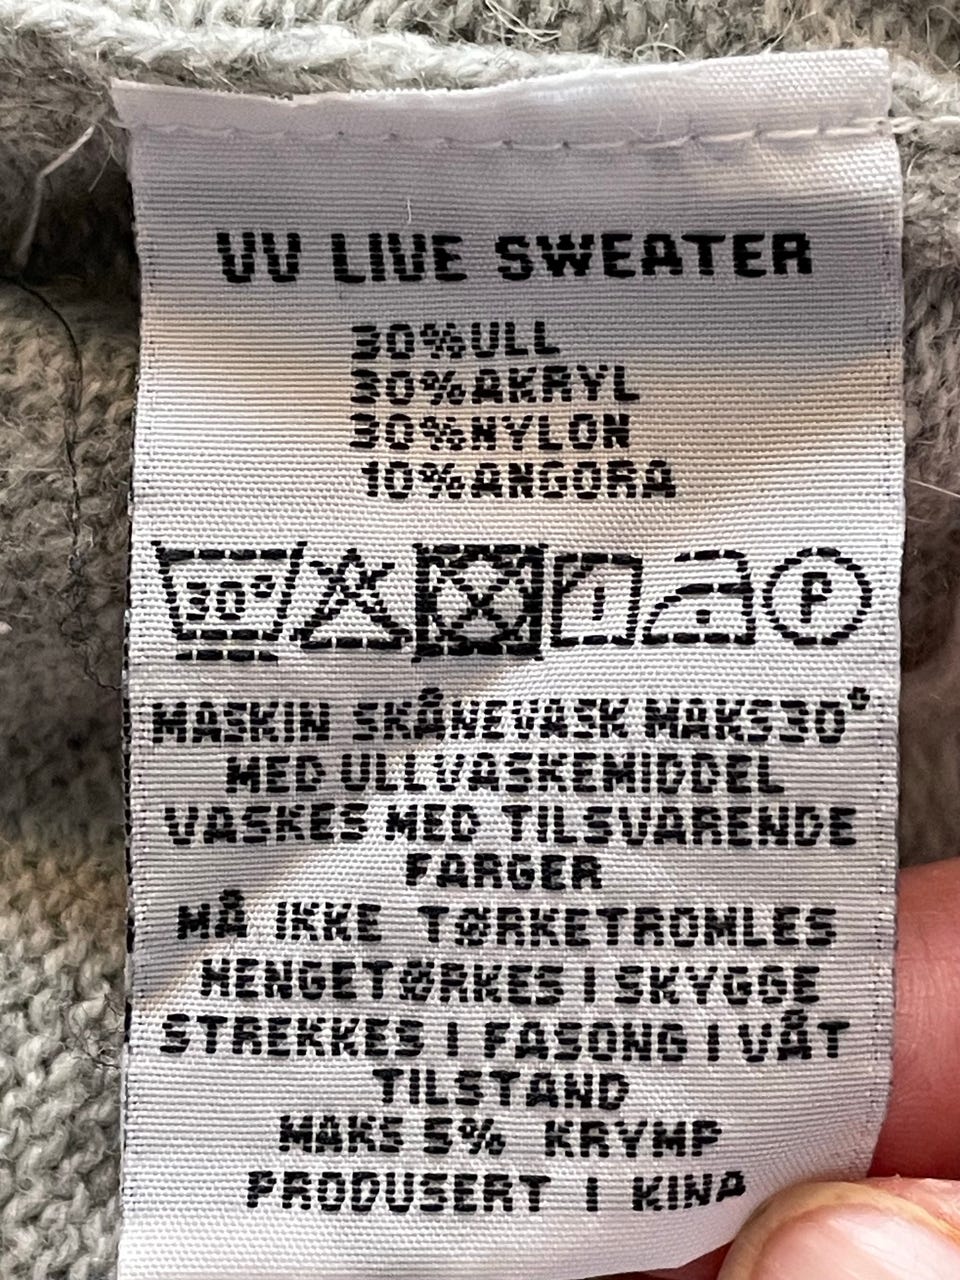 VV LIVE SWEATER
30%ULL
30%AKRYL
30%NYLON
10%ANGORA
30° P
MASKIN SKÅNEVASK MAKS30°
MED ULLVASKEMIDDEL
VASKES MED TILSVARENDE
FARGER
MÅ IKKE TØRKETROMLES
HENGETØRKES I SKYGGE
STREKKES I FASONG I VÅT
TILSTAND
MAKS 5% KRYMP
PRODUSERT I KINA